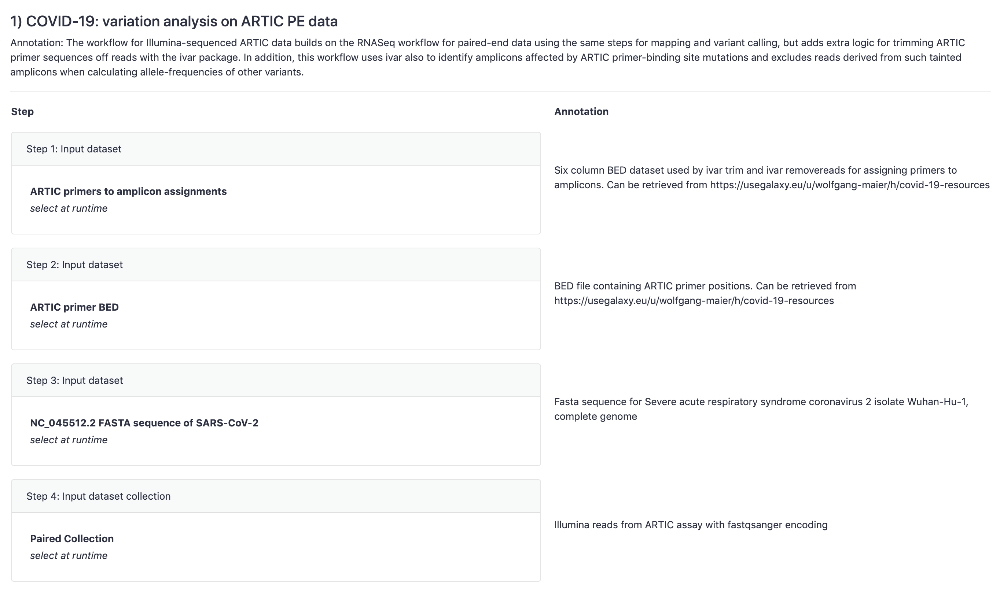 1) COVID-19: variation analysis on ARTIC PE data
Annotation: The workflow for Illumina-sequenced ARTIC data builds on the RNASeq workflow for paired-end data using the same steps for mapping and variant calling, but adds extra logic for trimming ARTIC
primer sequences off reads with the ivar package. In addition, this workflow uses ivar also to identify amplicons affected by ARTIC primer-binding site mutations and excludes reads derived from such tainted
amplicons when calculating allele-frequencies of other variants.
Step
Annotation
Step 1: Input dataset
ARTIC primers to amplicon assignments
select at runtime
Six column BED dataset used by ivar trim and ivar removereads for assigning primers to
amplicons. Can be retrieved from https://usegalaxy.eu/u/wolfgang-maier/h/covid-19-resources
Step 2: Input dataset
ARTIC primer BED
select at runtime
BED file containing ARTIC primer positions. Can be retrieved from
https://usegalaxy.eu/u/wolfgang-maier/h/covid-19-resources
Step 3: Input dataset
NC_045512.2 FASTA sequence of SARS-CoV-2
select at runtime
Fasta sequence for Severe acute respiratory syndrome coronavirus 2 isolate Wuhan-Hu-1,
complete genome
Step 4: Input dataset collection
Paired Collection
select at runtime
Illumina reads from ARTIC assay with fastqsanger encoding